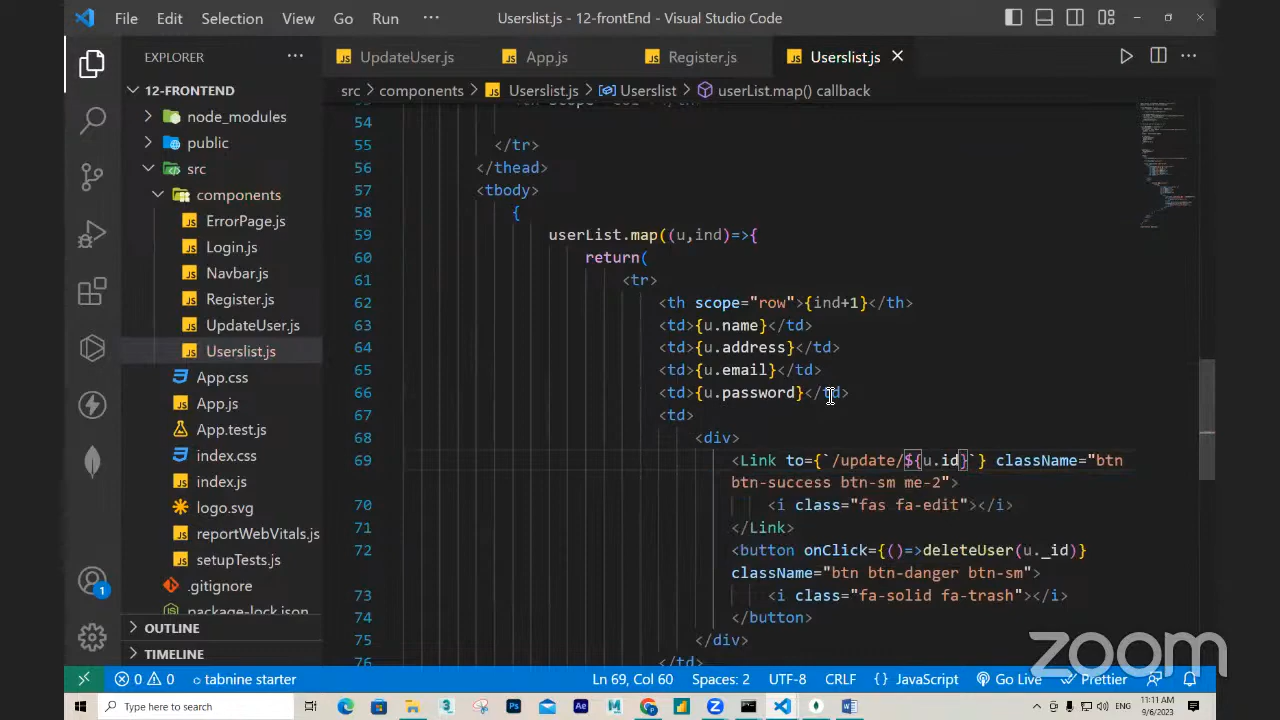 File Edit Selection View Go Run ··· Userslist.js - 12-frontEnd - Visual Studio Code
EXPLORER ··· UpdateUser.js App.js Register.js Userslist.js
12-FRONTEND src > components > Userslist.js > Userslist > userList.map() callback
node_modules
public
src
components
ErrorPage.js
Login.js
Navbar.js
Register.js
UpdateUser.js
Userslist.js
App.css
App.js
App.test.js
index.css
index.js
logo.svg
reportWebVitals.js
setupTests.js
.gitignore
package-lock.json
OUTLINE
TIMELINE
54
55 </tr>
56 </thead>
57 <tbody>
58 {
59 userList.map((u,ind)=>{
60 return(
61 <tr>
62 <th scope="row">{ind+1}</th>
63 <td>{u.name}</td>
64 <td>{u.address}</td>
65 <td>{u.email}</td>
66 <td>{u.password}</td>
67 <td>
68 <div>
69 <Link to={`/update/${u.id}`} className="btn
btn-success btn-sm me-2">
70 <i class="fas fa-edit"></i>
71 </Link>
72 <button onClick={()=>deleteUser(u._id)}
className="btn btn-danger btn-sm">
73 <i class="fa-solid fa-trash"></i>
74 </button>
75 </div>
76 </td>
zoom
0 0 tabnine starter Ln 69, Col 60 Spaces: 2 UTF-8 CRLF {} JavaScript Go Live Prettier
Type here to search
11:11 AM
9/6/2023